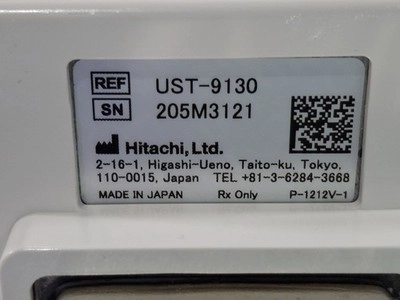 REF UST-9130
SN 205M3121
Hitachi, Ltd.
2-16-1, Higashi-Ueno, Taito-ku, Tokyo,
110-0015, Japan TEL +81-3-6284-3668
MADE IN JAPAN Rx Only P-1212V-1